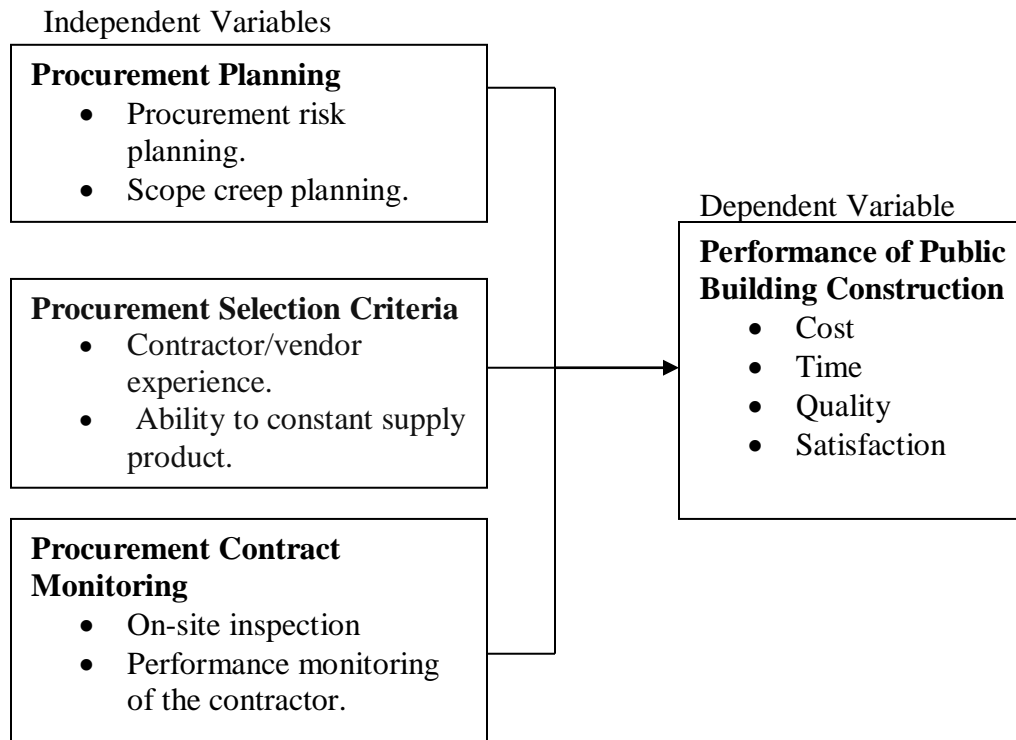 Independent Variables
Procurement Planning
• Procurement risk
planning.
• Scope creep planning.
Procurement Selection Criteria
• Contractor/vendor
experience.
• Ability to constant supply
product.
Procurement Contract
Monitoring
• On-site inspection
• Performance monitoring
of the contractor.
Dependent Variable
Performance of Public
Building Construction
• Cost
• Time
• Quality
• Satisfaction